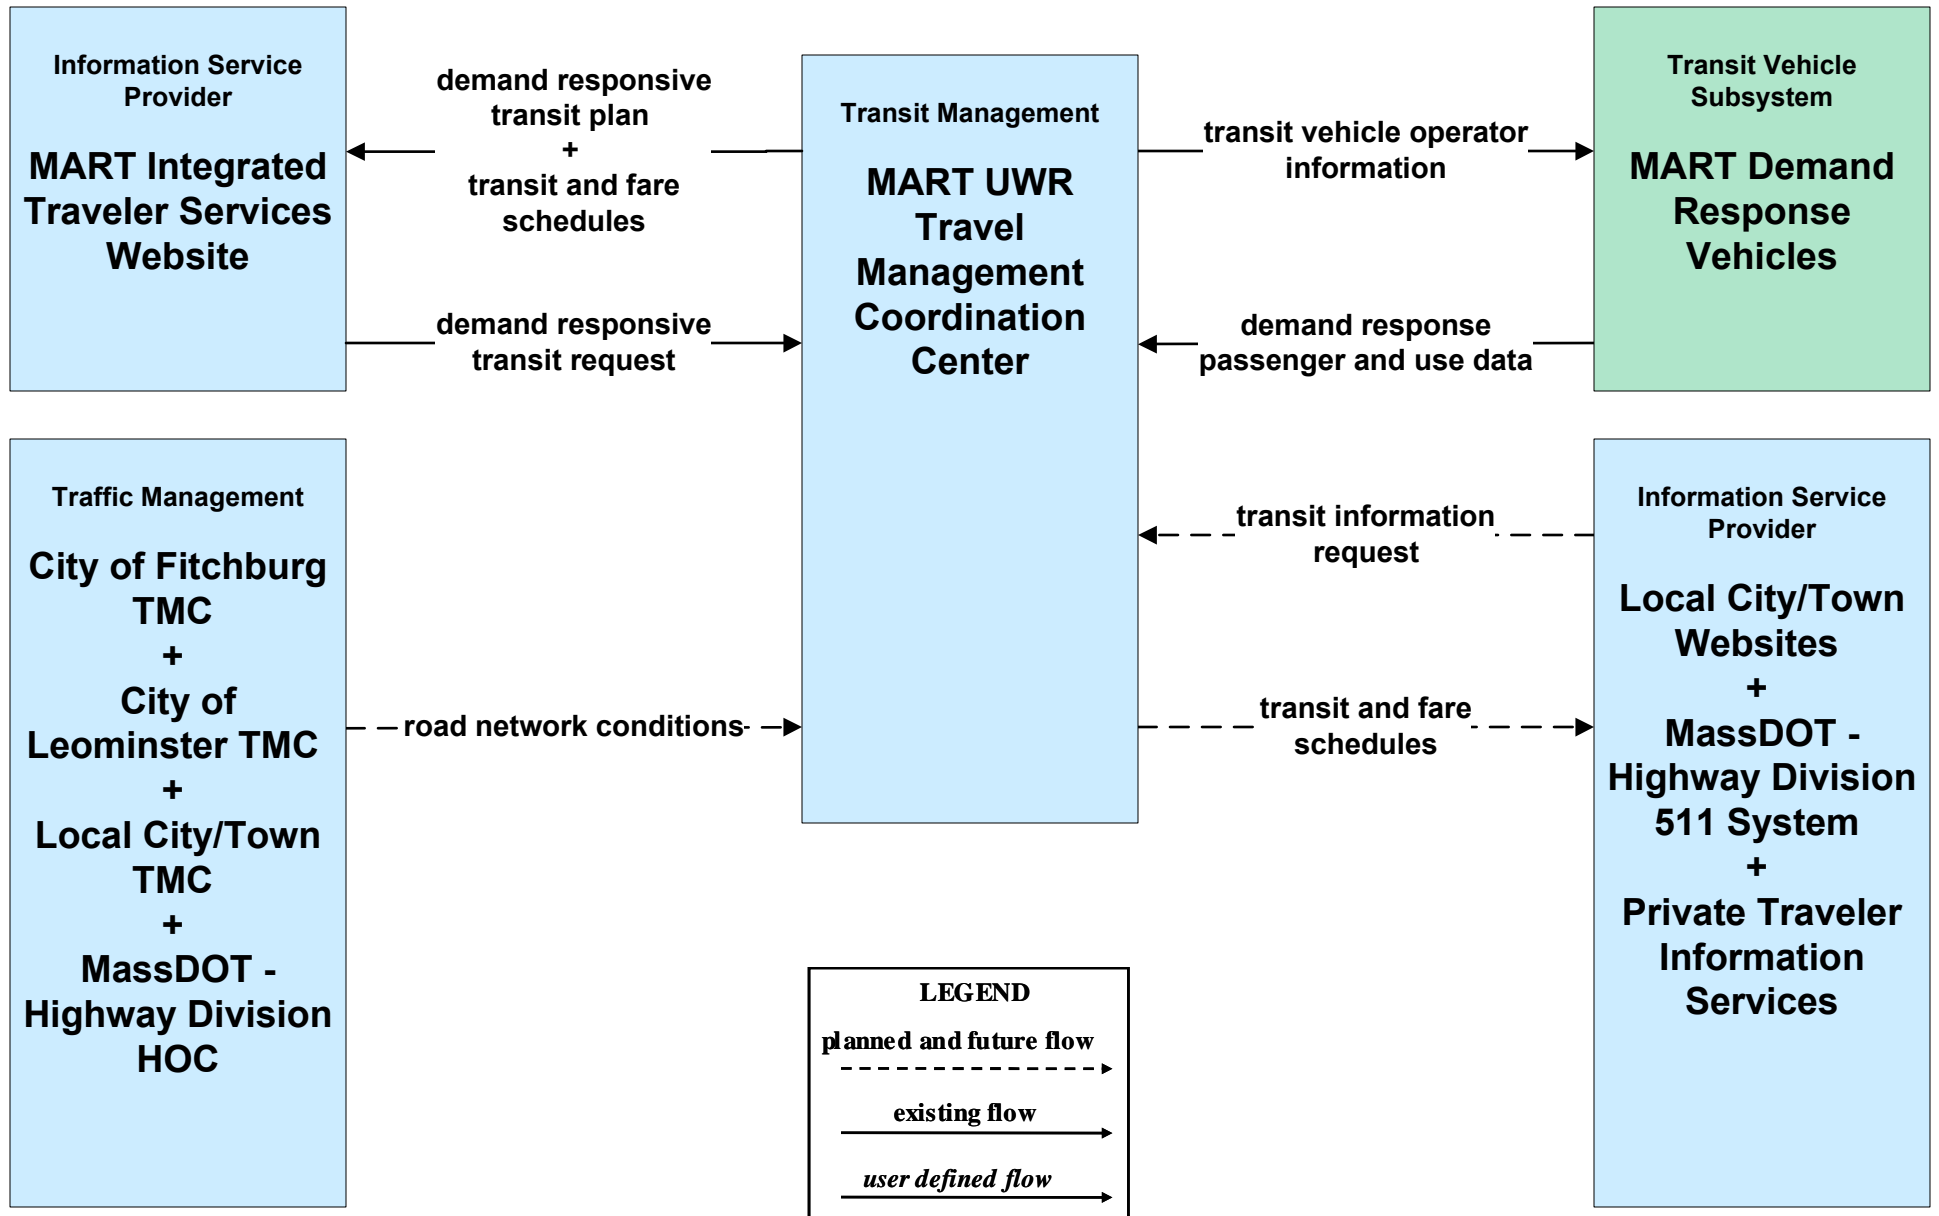 Information Service
Provider
MART Integrated
Traveler Services
Website
demand responsive
transit plan
+
transit and fare
schedules
demand responsive
transit request
Transit Management
MART UWR
Travel
Management
Coordination
Center
transit vehicle operator
information
demand response
passenger and use data
Transit Vehicle
Subsystem
MART Demand
Response
Vehicles
Traffic Management
City of Fitchburg
TMC
+
City of
Leominster TMC
+
Local City/Town
TMC
+
MassDOT -
Highway Division
HOC
road network conditions
transit information
request
transit and fare
schedules
Information Service
Provider
Local City/Town
Websites
+
MassDOT -
Highway Division
511 System
+
Private Traveler
Information
Services
LEGEND
planned and future flow
existing flow
user defined flow